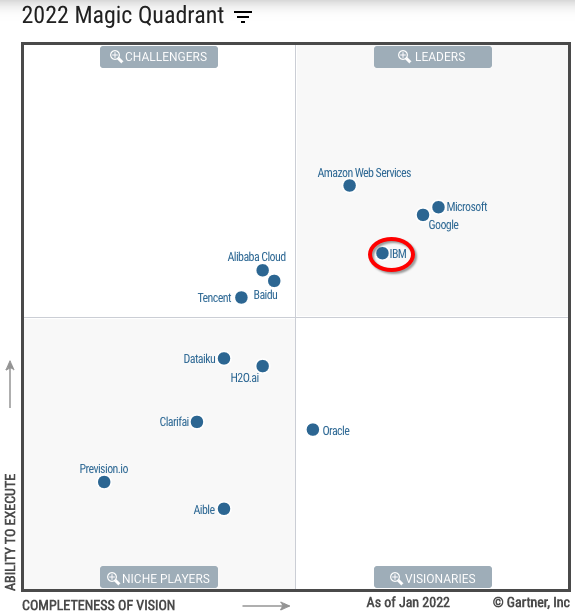 2022 Magic Quadrant
CHALLENGERS
LEADERS
Amazon Web Services
Microsoft
Google
IBM
Alibaba Cloud
Baidu
Tencent
Dataiku
H2O.ai
Clarifai
Oracle
Prevision.io
Aible
NICHE PLAYERS
VISIONARIES
ABILITY TO EXECUTE
COMPLETENESS OF VISION
As of Jan 2022
© Gartner, Inc